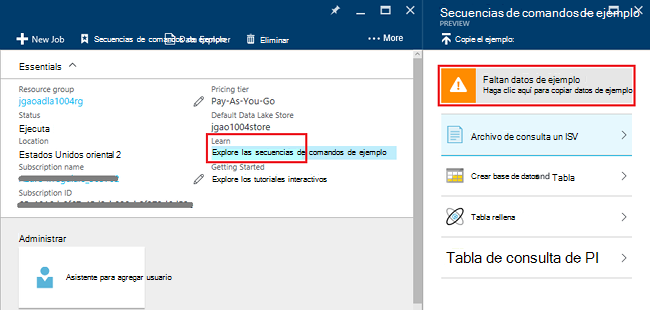 + New Job
Secuencias de comandos de ejemplo
Data Explorer
Eliminar
··· More
Essentials
Resource group
jgaoadla1004rg
Status
Ejecuta
Location
Estados Unidos oriental 2
Subscription name
Subscription ID
Pricing tier
Pay-As-You-Go
Default Data Lake Store
jgao1004store
Learn
Explore las secuencias de comandos de ejemplo
Getting Started
Explore los tutoriales interactivos
Administrar
Asistente para agregar usuario
Secuencias de comandos de ejemplo
PREVIEW
Copie el ejemplo:
Faltan datos de ejemplo
Haga clic aquí para copiar datos de ejemplo
Archivo de consulta un ISV
Crear base de datos and Tabla
Tabla rellena
Tabla de consulta de PI